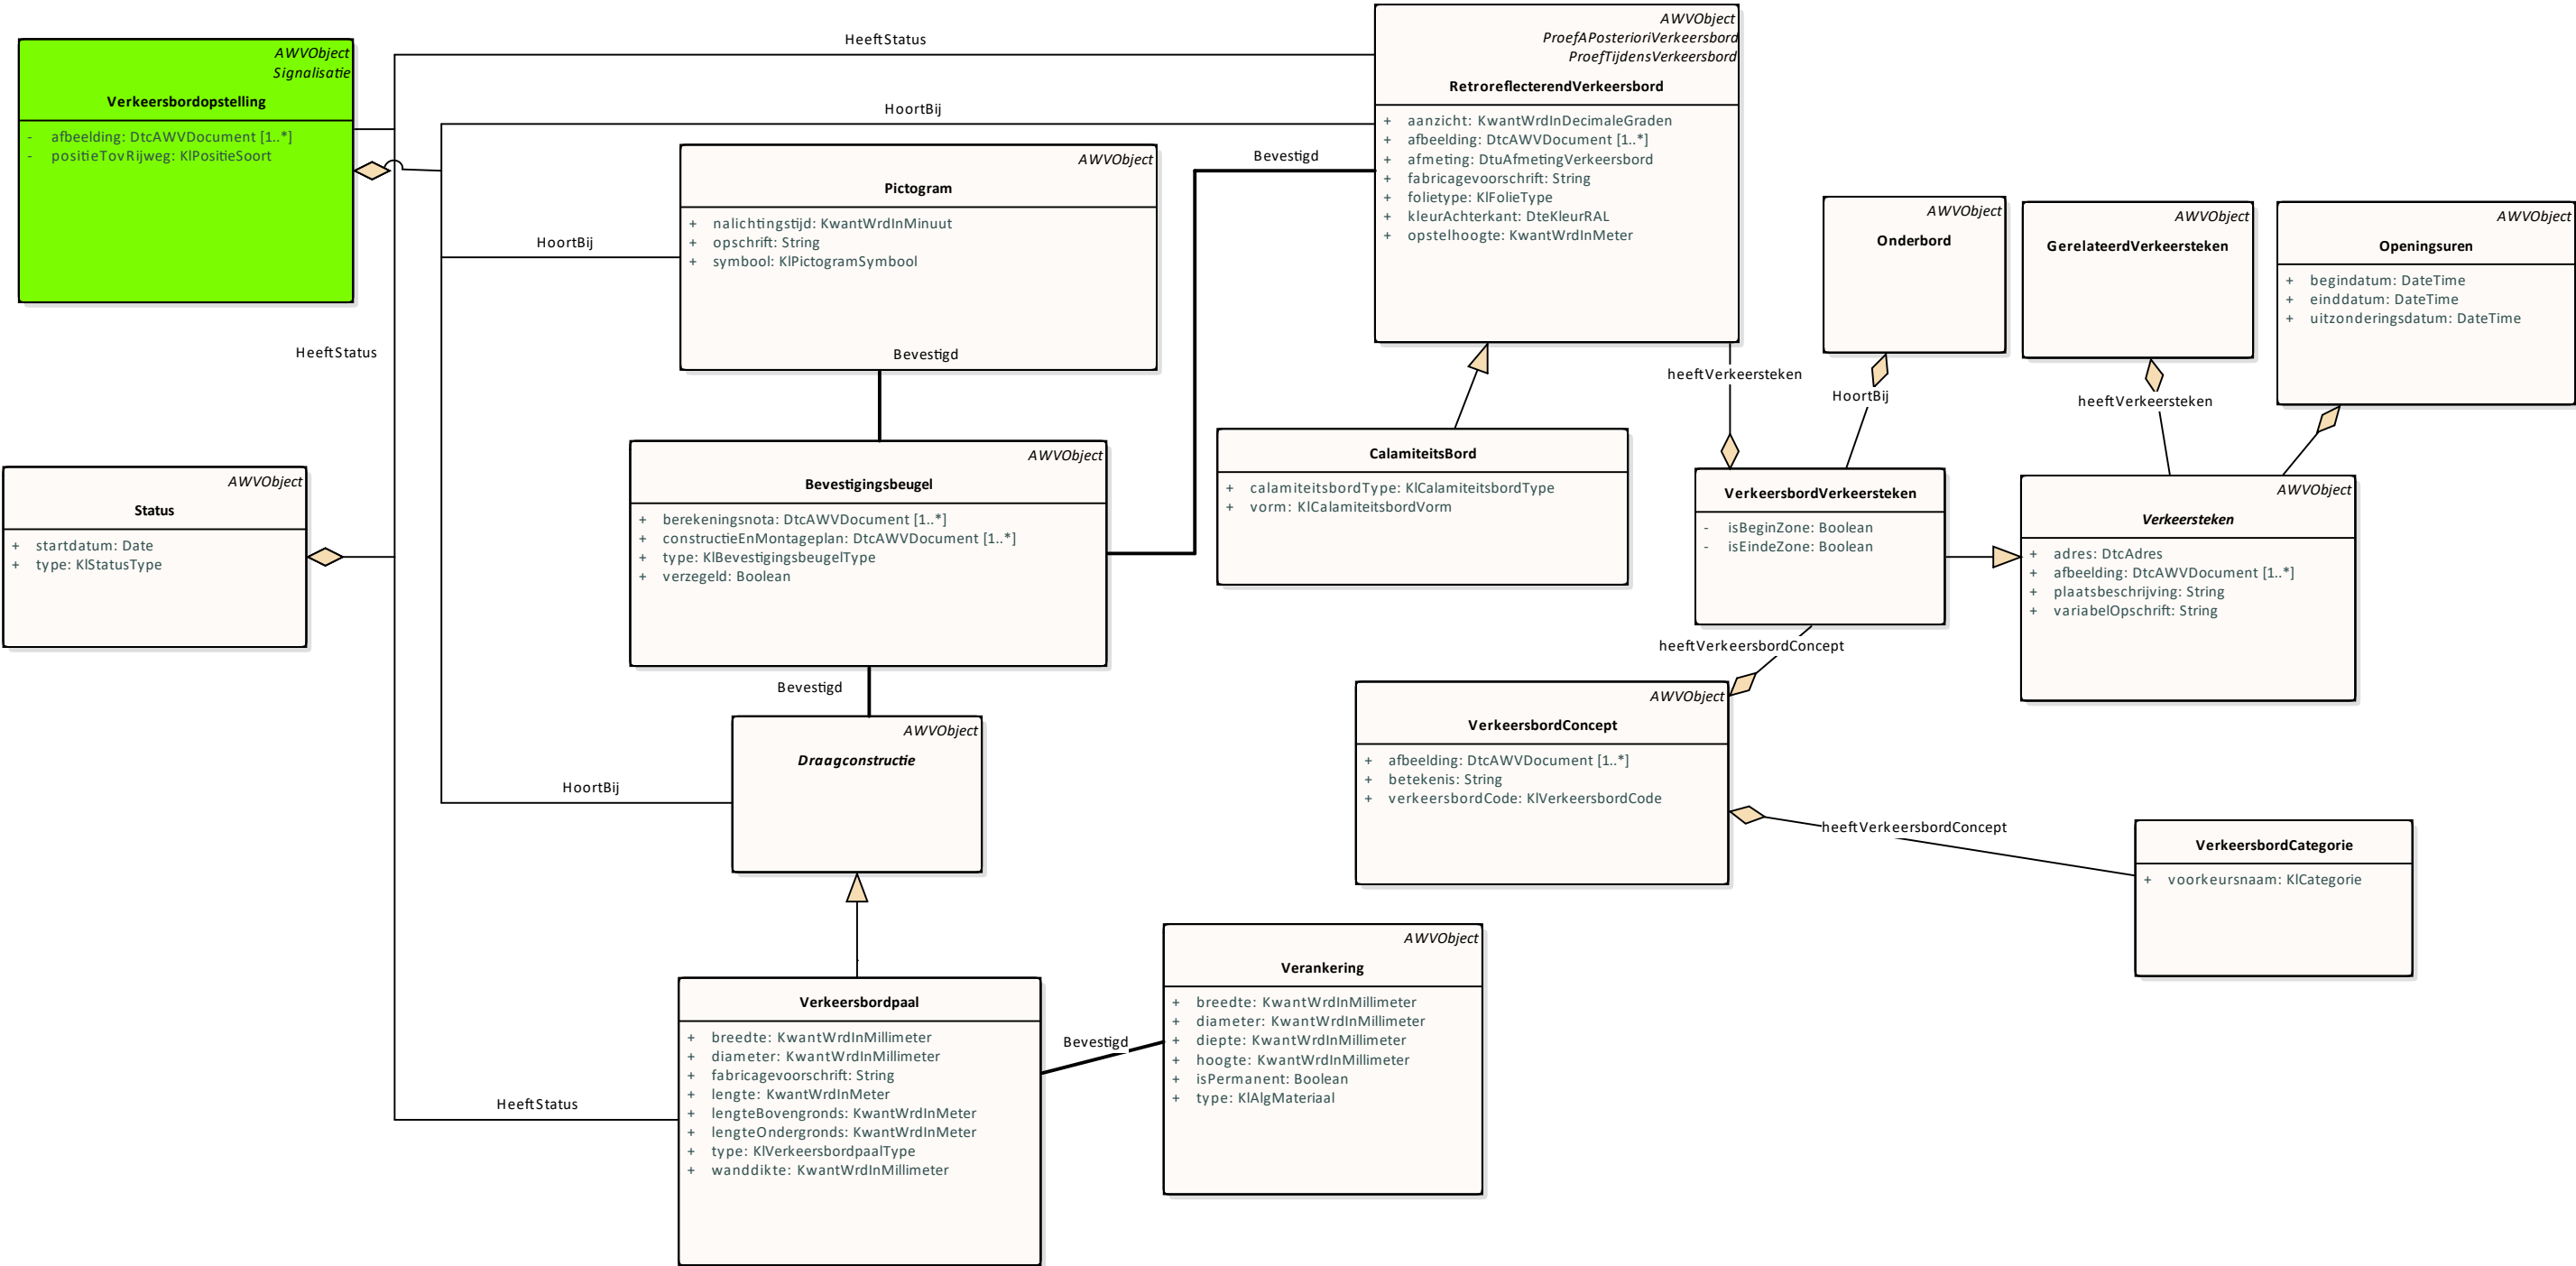 AWVObject
Signalisatie
Verkeersbordopstelling
- afbeelding: DtcAWVDocument [1..*]
- positieTovRijweg: KlPositieSoort
HeeftStatus
HoortBij
AWVObject
ProefAPosterioriVerkeersbord
ProefTijdensVerkeersbord
RetroreflecterendVerkeersbord
+ aanzicht: KwantWrdInDecimaleGraden
+ afbeelding: DtcAWVDocument [1..*]
+ afmeting: DtuAfmetingVerkeersbord
+ fabricagevoorschrift: String
+ folietype: KlFolieType
+ kleurAchterkant: DteKleurRAL
+ opstelhoogte: KwantWrdInMeter
AWVObject
Pictogram
+ nalichtingstijd: KwantWrdInMinuut
+ opschrift: String
+ symbool: KlPictogramSymbool
Bevestigd
HoortBij
Bevestigd
AWVObject
Onderbord
AWVObject
GerelateerdVerkeersteken
AWVObject
Openingsuren
+ begindatum: DateTime
+ einddatum: DateTime
+ uitzonderingsdatum: DateTime
HeeftStatus
heeftVerkeersteken
HoortBij
heeftVerkeersteken
AWVObject
Status
+ startdatum: Date
+ type: KlStatusType
AWVObject
Bevestigingsbeugel
+ berekeningsnota: DtcAWVDocument [1..*]
+ constructieEnMontageplan: DtcAWVDocument [1..*]
+ type: KlBevestigingsbeugelType
+ verzegeld: Boolean
CalamiteitsBord
+ calamiteitsbordType: KlCalamiteitsbordType
+ vorm: KlCalamiteitsbordVorm
VerkeersbordVerkeersteken
- isBeginZone: Boolean
- isEindeZone: Boolean
AWVObject
Verkeersteken
+ adres: DtcAdres
+ afbeelding: DtcAWVDocument [1..*]
+ plaatsbeschrijving: String
+ variabelOpschrift: String
heeftVerkeersbordConcept
Bevestigd
AWVObject
Draagconstructie
HoortBij
AWVObject
VerkeersbordConcept
+ afbeelding: DtcAWVDocument [1..*]
+ betekenis: String
+ verkeersbordCode: KlVerkeersbordCode
heeftVerkeersbordConcept
VerkeersbordCategorie
+ voorkeursnaam: KlCategorie
Verkeersbordpaal
+ breedte: KwantWrdInMillimeter
+ diameter: KwantWrdInMillimeter
+ fabricagevoorschrift: String
+ lengte: KwantWrdInMeter
+ lengteBovengronds: KwantWrdInMeter
+ lengteOndergronds: KwantWrdInMeter
+ type: KlVerkeersbordpaalType
+ wanddikte: KwantWrdInMillimeter
HeeftStatus
Bevestigd
AWVObject
Verankering
+ breedte: KwantWrdInMillimeter
+ diameter: KwantWrdInMillimeter
+ diepte: KwantWrdInMillimeter
+ hoogte: KwantWrdInMillimeter
+ isPermanent: Boolean
+ type: KlAlgMateriaal